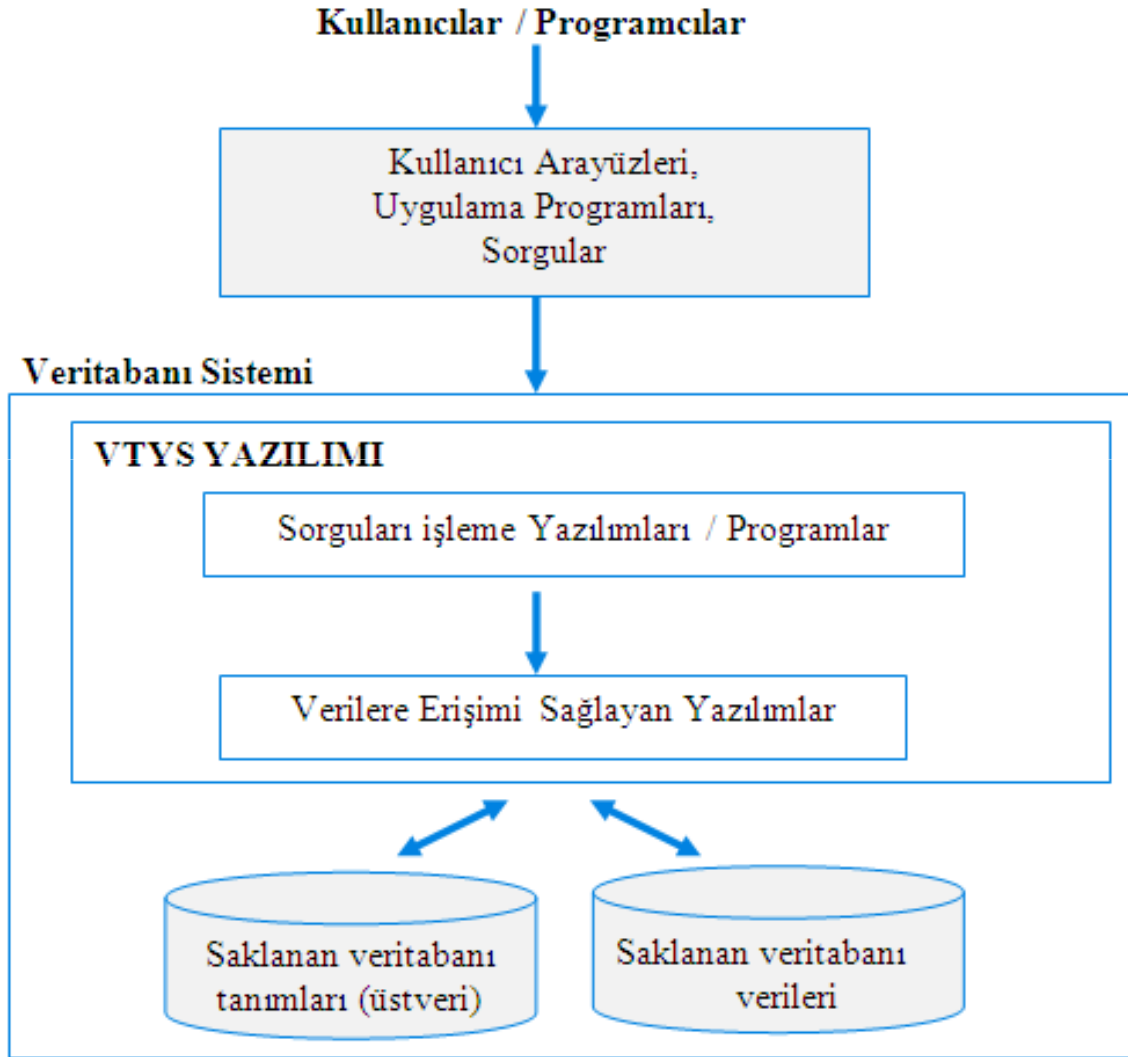 Kullanıcılar / Programcılar
Kullanıcı Arayüzleri,
Uygulama Programları,
Sorgular
Veritabanı Sistemi
VTYS YAZILIMI
Sorguları işleme Yazılımları / Programlar
Verilere Erişimi Sağlayan Yazılımlar
Saklanan veritabanı
tanımları (üstveri)
Saklanan veritabanı
verileri